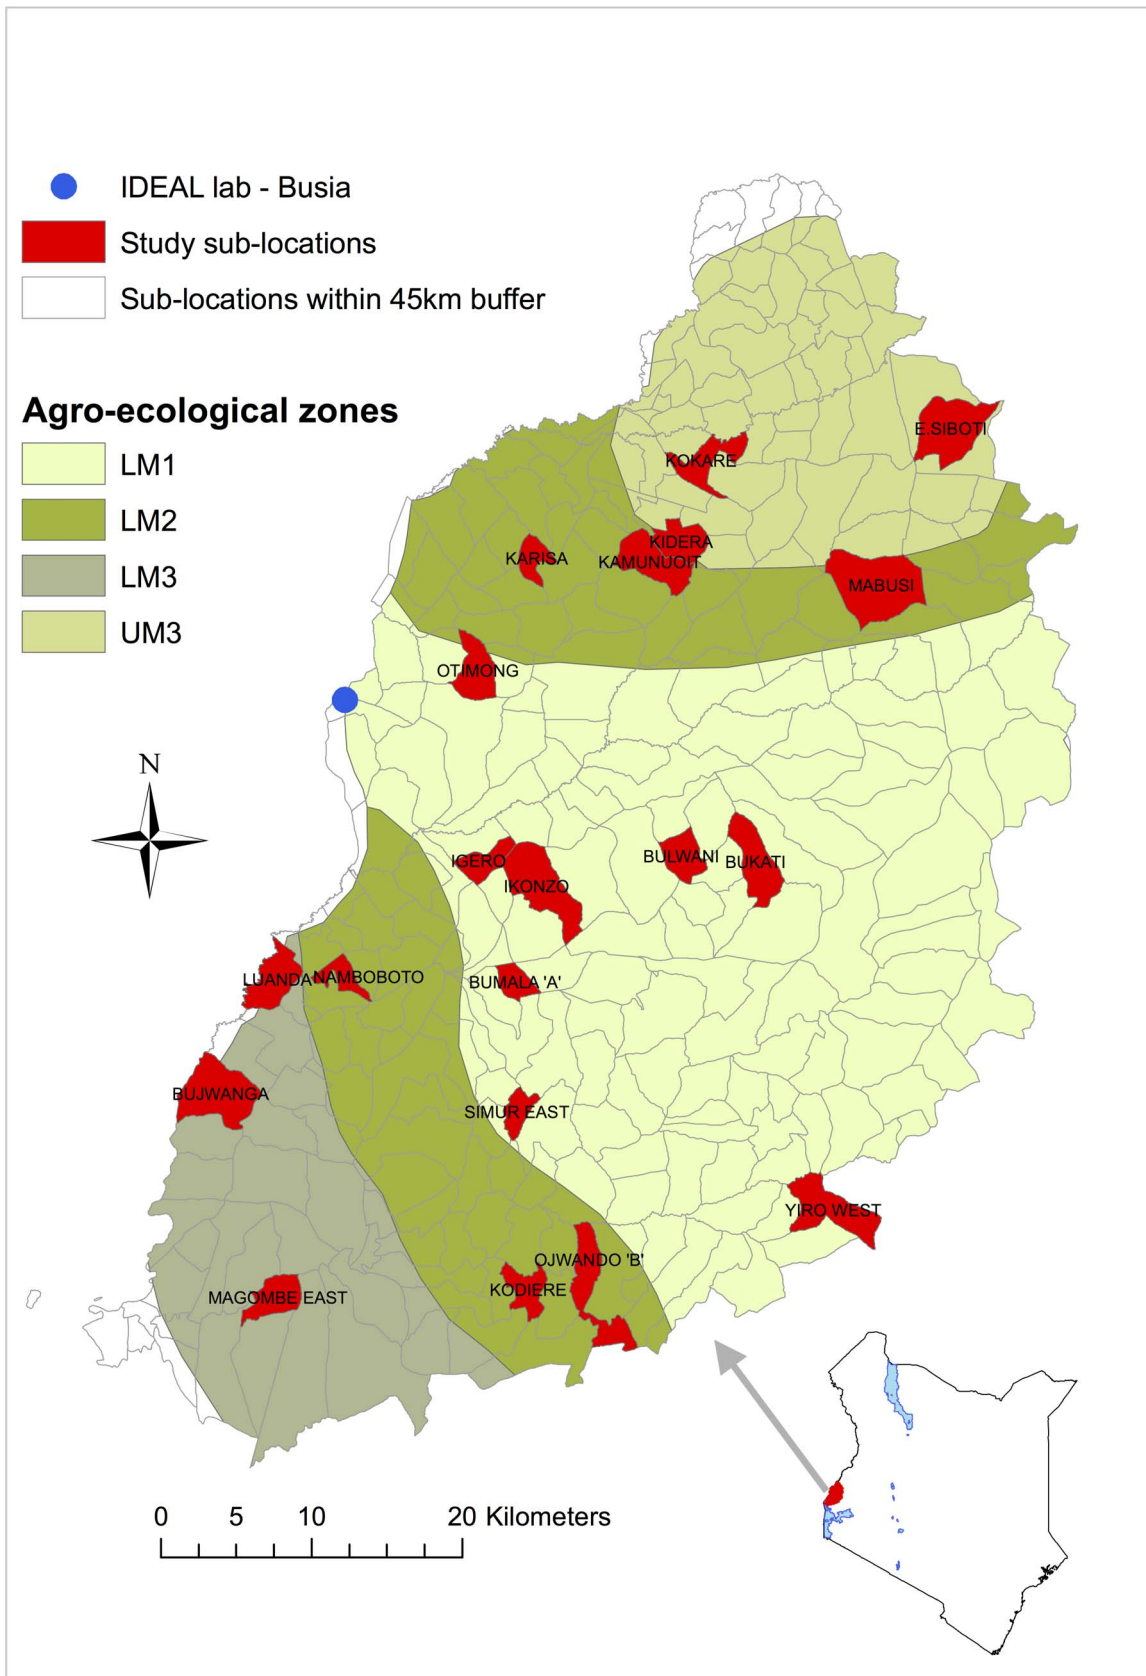 IDEAL lab - Busia
Study sub-locations
Sub-locations within 45km buffer
Agro-ecological zones
LM1
LM2
LM3
UM3
N
E.SIBOTI
KOKARE
KIDERA
KARISA
KAMUNUOIT
MABUSI
OTIMONG
IGERO
IKONZO
BULWANI
BUKATI
LUANDA
NAMBOBOTO
BUMALA 'A'
BUJWANGA
SIMUR EAST
YIRO WEST
OJWANDO 'B'
KODIERE
MAGOMBE EAST
0 5 10 20 Kilometers